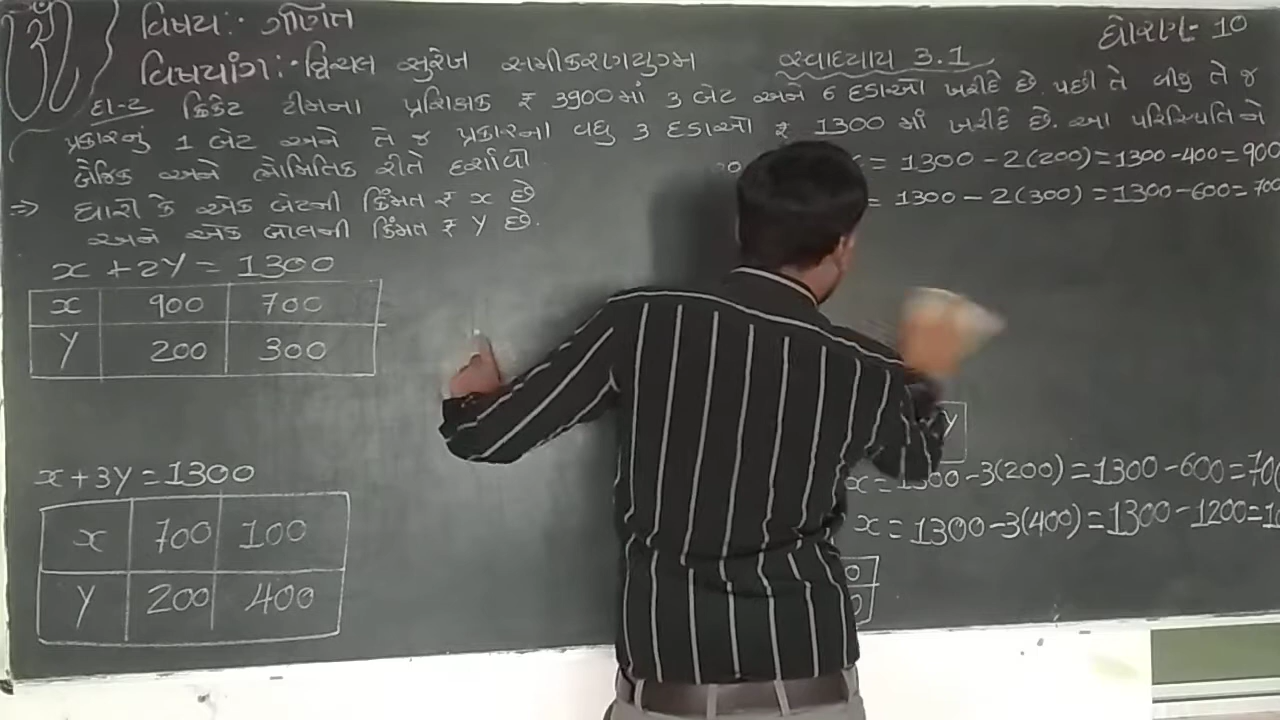 વિષય:- ગણિત
ધોરણ- 10
વિષયાંગ:- દ્વિચલ સુરેખ સમીકરણયુગ્મ
સ્વાધ્યાય 3.1
દા-2 ક્રિકેટ ટીમના પ્રશિક્ષક ₹ 3900માં 3 બેટ અને 6 દડાઓ ખરીદે છે. પછી તે બીજુ તે જ
પ્રકારનું 1 બેટ અને તે જ પ્રકારના વધુ 3 દડાઓ ₹ 1300 માં ખરીદે છે. આ પરિસ્થિતિને
બૈજિક અને ભૌમિતિક રીતે દર્શાવો
⇒ ધારો કે એક બેટની કિંમત ₹ x છે
અને એક બોલની કિંમત ₹ y છે.
x + 2y = 1300
x 900 700
y 200 300
x + 3y = 1300
x 700 100
y 200 400
= 1300 - 2(200) = 1300 - 400 = 900
= 1300 - 2(300) = 1300 - 600 = 700
y
x = 1300 - 3(200) = 1300 - 600 = 70
x = 1300 - 3(400) = 1300 - 1200 = 1